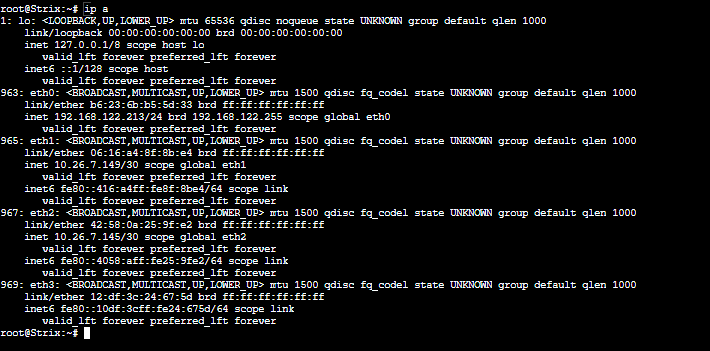 root@Strix:~# ip a
1: lo: <LOOPBACK,UP,LOWER_UP> mtu 65536 qdisc noqueue state UNKNOWN group default qlen 1000
    link/loopback 00:00:00:00:00:00 brd 00:00:00:00:00:00
    inet 127.0.0.1/8 scope host lo
       valid_lft forever preferred_lft forever
    inet6 ::1/128 scope host
       valid_lft forever preferred_lft forever
963: eth0: <BROADCAST,MULTICAST,UP,LOWER_UP> mtu 1500 qdisc fq_codel state UNKNOWN group default qlen 1000
    link/ether b6:23:6b:b5:5d:33 brd ff:ff:ff:ff:ff:ff
    inet 192.168.122.213/24 brd 192.168.122.255 scope global eth0
       valid_lft forever preferred_lft forever
965: eth1: <BROADCAST,MULTICAST,UP,LOWER_UP> mtu 1500 qdisc fq_codel state UNKNOWN group default qlen 1000
    link/ether 06:16:a4:8f:8b:e4 brd ff:ff:ff:ff:ff:ff
    inet 10.26.7.149/30 scope global eth1
       valid_lft forever preferred_lft forever
    inet6 fe80::416:a4ff:fe8f:8be4/64 scope link
       valid_lft forever preferred_lft forever
967: eth2: <BROADCAST,MULTICAST,UP,LOWER_UP> mtu 1500 qdisc fq_codel state UNKNOWN group default qlen 1000
    link/ether 42:58:0a:25:9f:e2 brd ff:ff:ff:ff:ff:ff
    inet 10.26.7.145/30 scope global eth2
       valid_lft forever preferred_lft forever
    inet6 fe80::4058:aff:fe25:9fe2/64 scope link
       valid_lft forever preferred_lft forever
969: eth3: <BROADCAST,MULTICAST,UP,LOWER_UP> mtu 1500 qdisc fq_codel state UNKNOWN group default qlen 1000
    link/ether 12:df:3c:24:67:5d brd ff:ff:ff:ff:ff:ff
    inet6 fe80::10df:3cff:fe24:675d/64 scope link
       valid_lft forever preferred_lft forever
root@Strix:~#